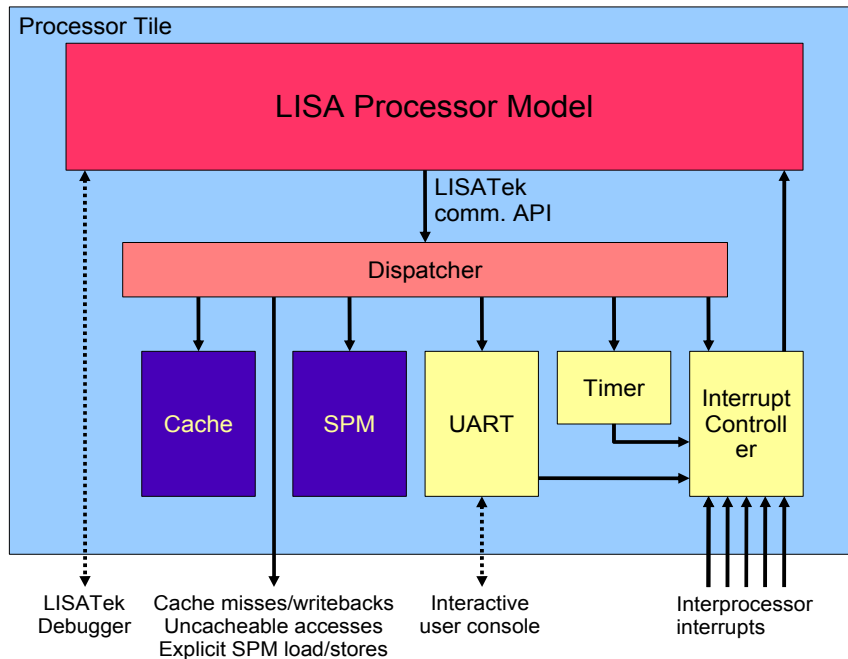 Processor Tile
LISA Processor Model
LISATek
comm. API
Dispatcher
Cache
SPM
UART
Timer
Interrupt
Controll
er
LISATek
Debugger
Cache misses/writebacks
Uncacheable accesses
Explicit SPM load/stores
Interactive
user console
Interprocessor
interrupts